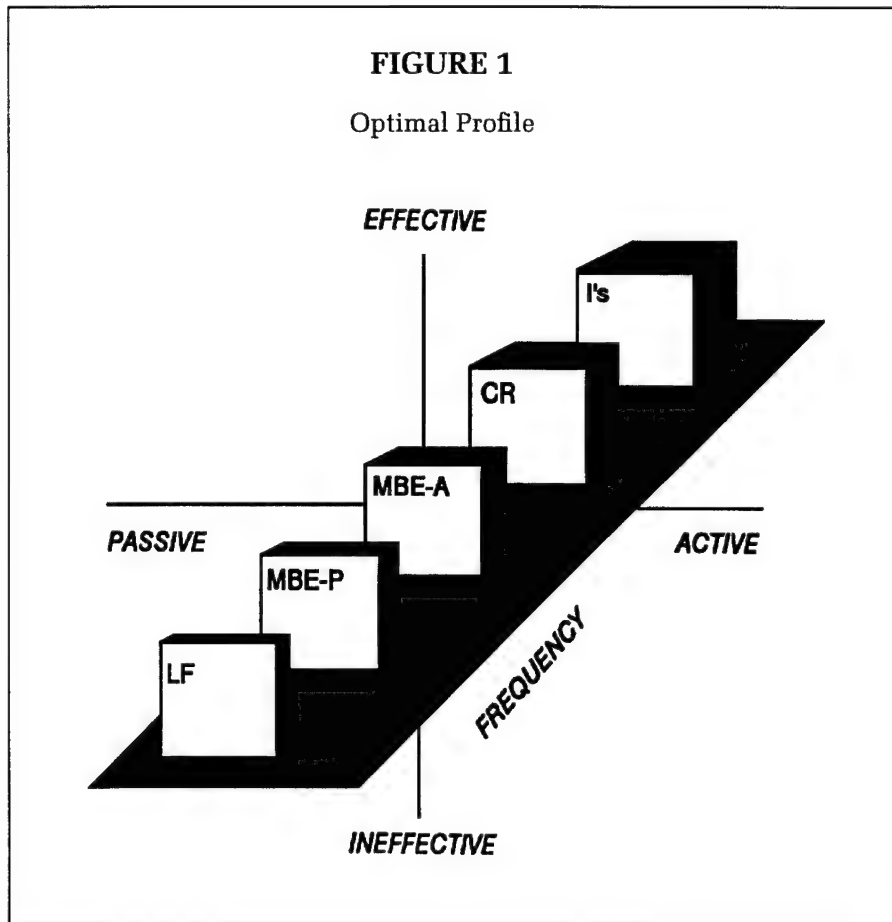 FIGURE 1
Optimal Profile
EFFECTIVE
I's
CR
MBE-A
PASSIVE
ACTIVE
MBE-P
FREQUENCY
LF
INEFFECTIVE